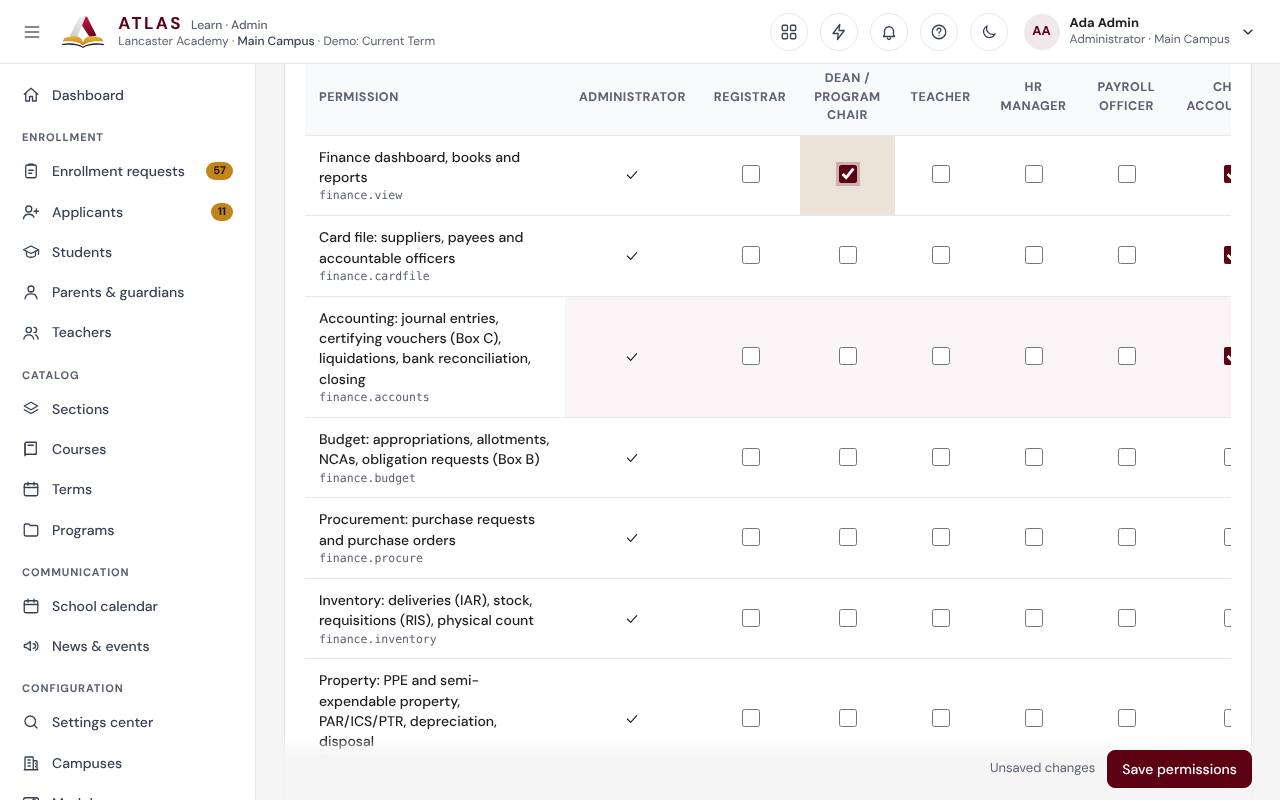 ATLAS Learn · Admin
Lancaster Academy · Main Campus · Demo: Current Term
AA
Ada Admin
Administrator · Main Campus
Dashboard
ENROLLMENT
Enrollment requests 57
Applicants 11
Students
Parents & guardians
Teachers
CATALOG
Sections
Courses
Terms
Programs
COMMUNICATION
School calendar
News & events
CONFIGURATION
Settings center
Campuses
PERMISSION
ADMINISTRATOR
REGISTRAR
DEAN /
PROGRAM
CHAIR
TEACHER
HR
MANAGER
PAYROLL
OFFICER
CH
ACCOU
Finance dashboard, books and
reports
finance.view
Card file: suppliers, payees and
accountable officers
finance.cardfile
Accounting: journal entries,
certifying vouchers (Box C),
liquidations, bank reconciliation,
closing
finance.accounts
Budget: appropriations, allotments,
NCAs, obligation requests (Box B)
finance.budget
Procurement: purchase requests
and purchase orders
finance.procure
Inventory: deliveries (IAR), stock,
requisitions (RIS), physical count
finance.inventory
Property: PPE and semi-
expendable property,
PAR/ICS/PTR, depreciation,
disposal
Unsaved changes
Save permissions